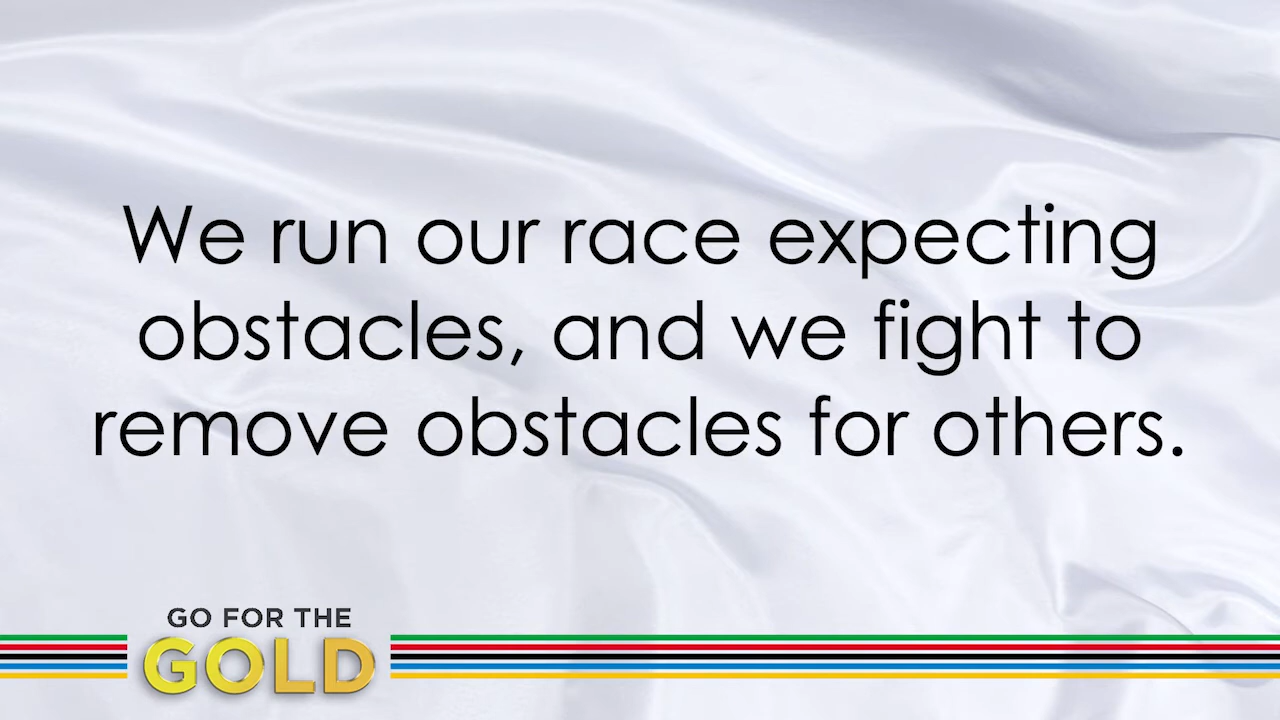 We run our race expecting
obstacles, and we fight to
remove obstacles for others.
GO FOR THE
GOLD